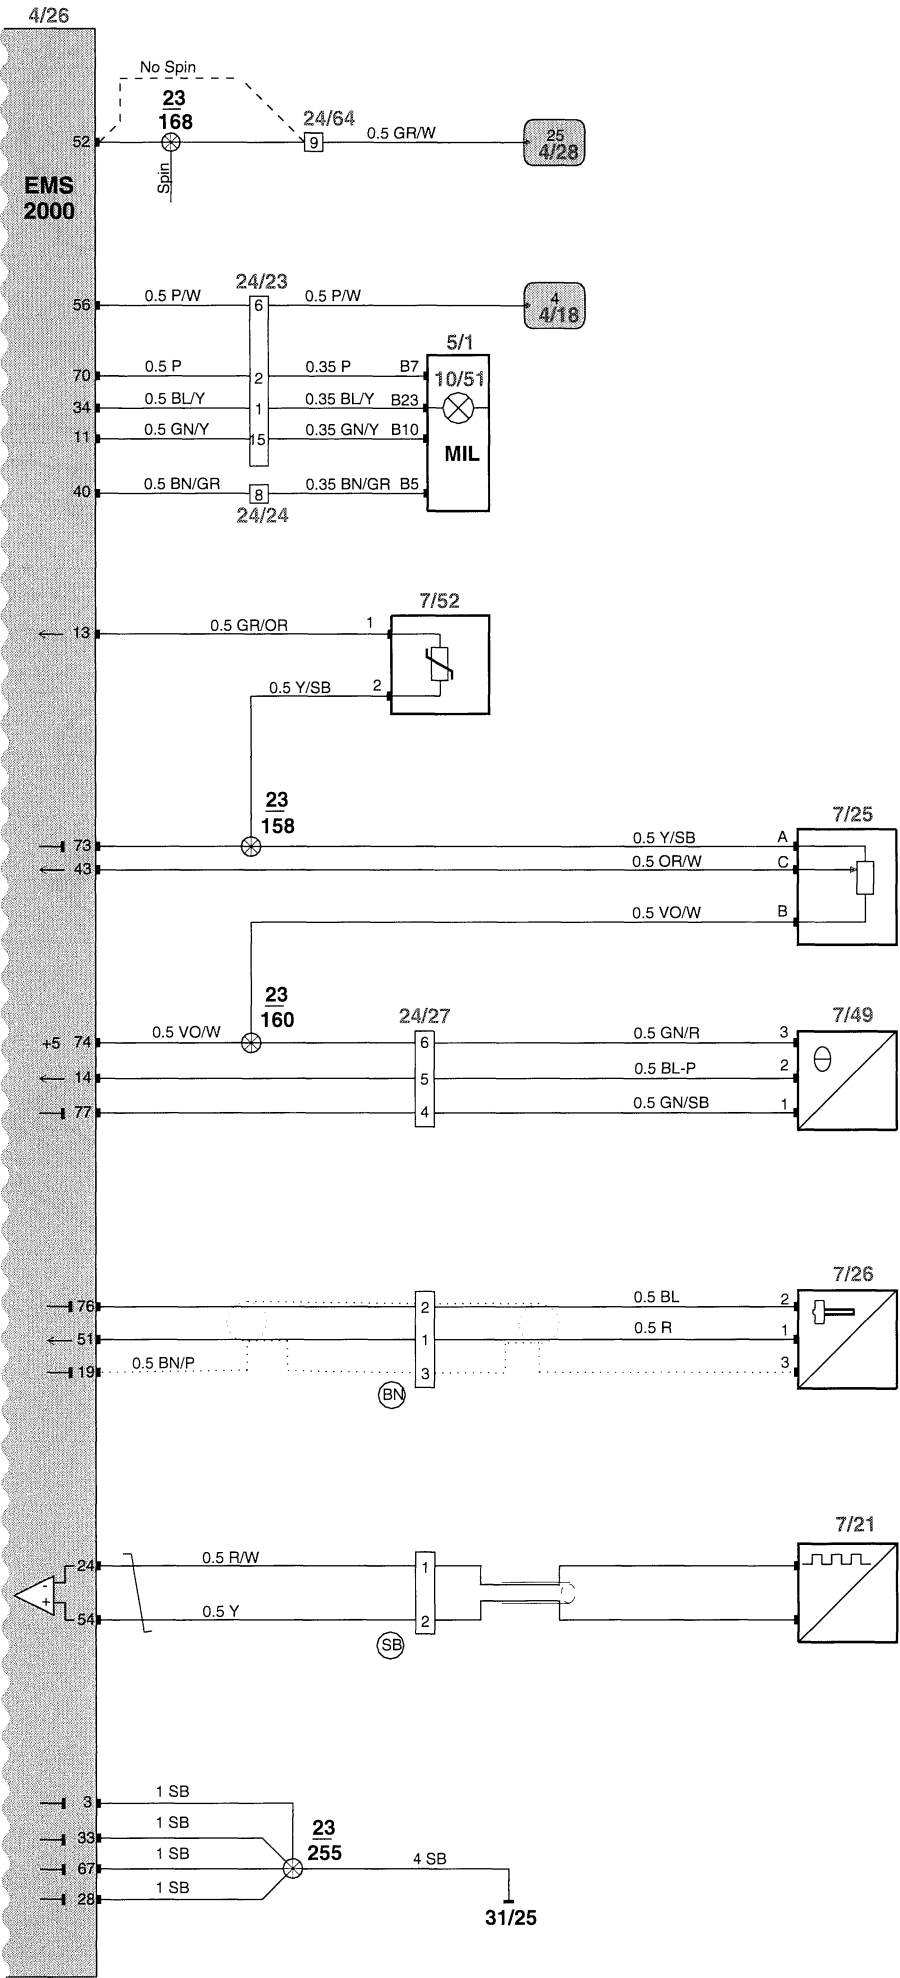 4/26
No Spin
23
168
24/64
52
9
0.5 GR/W
25
4/28
Spin
EMS
2000
24/23
56
0.5 P/W
6
0.5 P/W
4
4/18
5/1
70
0.5 P
2
0.35 P
B7
10/51
34
0.5 BL/Y
1
0.35 BL/Y
B23
11
0.5 GN/Y
15
0.35 GN/Y
B10
MIL
40
0.5 BN/GR
8
0.35 BN/GR
B5
24/24
7/52
13
0.5 GR/OR
1
0.5 Y/SB
2
23
158
7/25
73
0.5 Y/SB
A
43
0.5 OR/W
C
0.5 VO/W
B
23
160
24/27
7/49
+5
74
0.5 VO/W
6
0.5 GN/R
3
14
5
0.5 BL-P
2
77
4
0.5 GN/SB
1
7/26
76
2
0.5 BL
2
51
1
0.5 R
1
19
0.5 BN/P
3
3
BN
7/21
24
0.5 R/W
1
-
+
54
0.5 Y
2
SB
3
1 SB
33
1 SB
23
255
67
1 SB
4 SB
28
1 SB
31/25